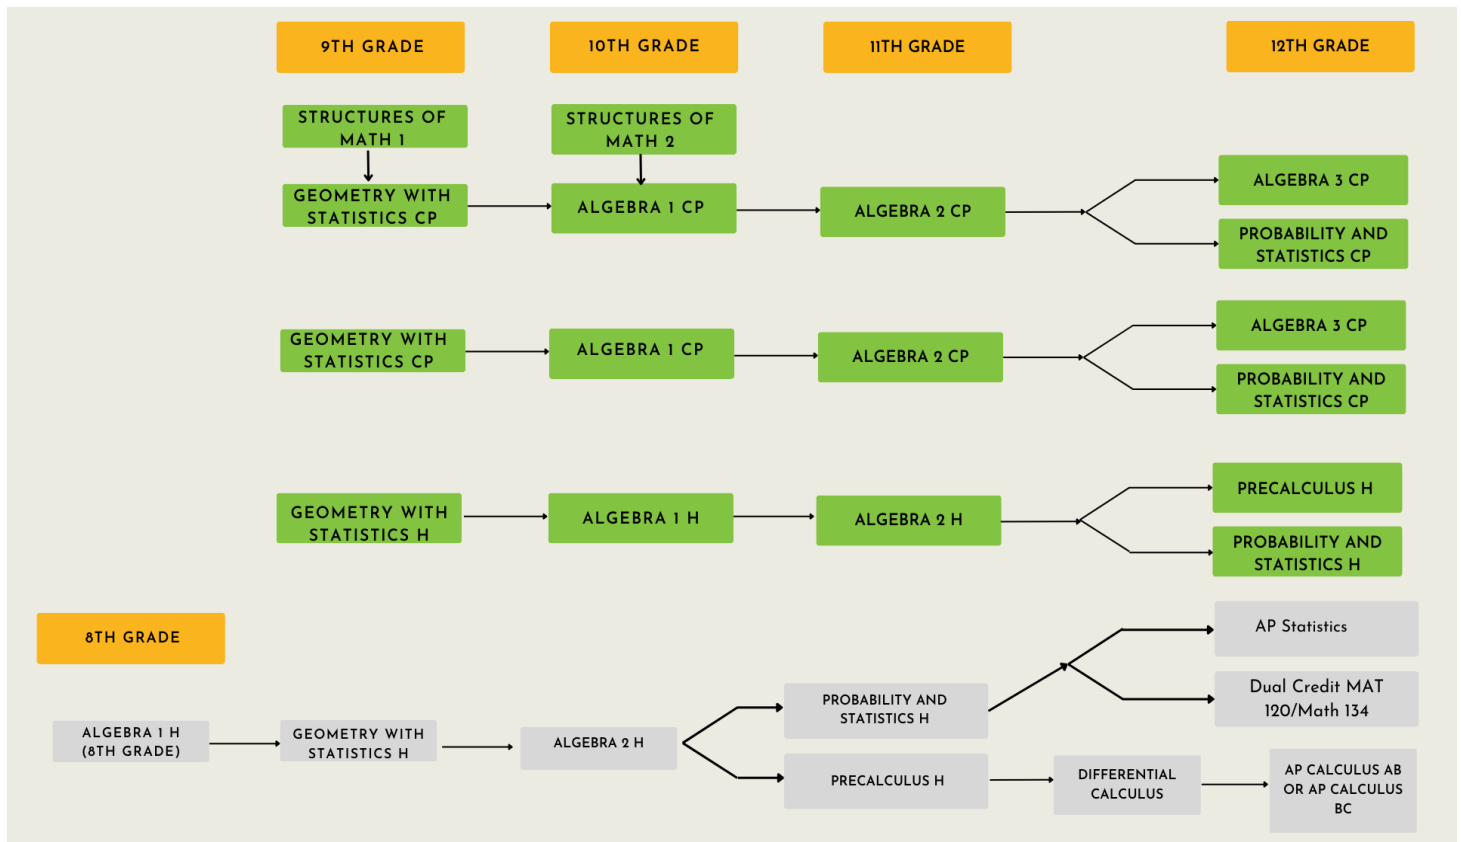 9TH GRADE
10TH GRADE
11TH GRADE
12TH GRADE
STRUCTURES OF
MATH 1
STRUCTURES OF
MATH 2
GEOMETRY WITH
STATISTICS CP
ALGEBRA 1 CP
ALGEBRA 2 CP
ALGEBRA 3 CP
PROBABILITY AND
STATISTICS CP
GEOMETRY WITH
STATISTICS CP
ALGEBRA 1 CP
ALGEBRA 2 CP
ALGEBRA 3 CP
PROBABILITY AND
STATISTICS CP
GEOMETRY WITH
STATISTICS H
ALGEBRA 1 H
ALGEBRA 2 H
PRECALCULUS H
PROBABILITY AND
STATISTICS H
8TH GRADE
ALGEBRA 1 H
(8TH GRADE)
GEOMETRY WITH
STATISTICS H
ALGEBRA 2 H
PROBABILITY AND
STATISTICS H
AP Statistics
Dual Credit MAT
120/Math 134
PRECALCULUS H
DIFFERENTIAL
CALCULUS
AP CALCULUS AB
OR AP CALCULUS
BC